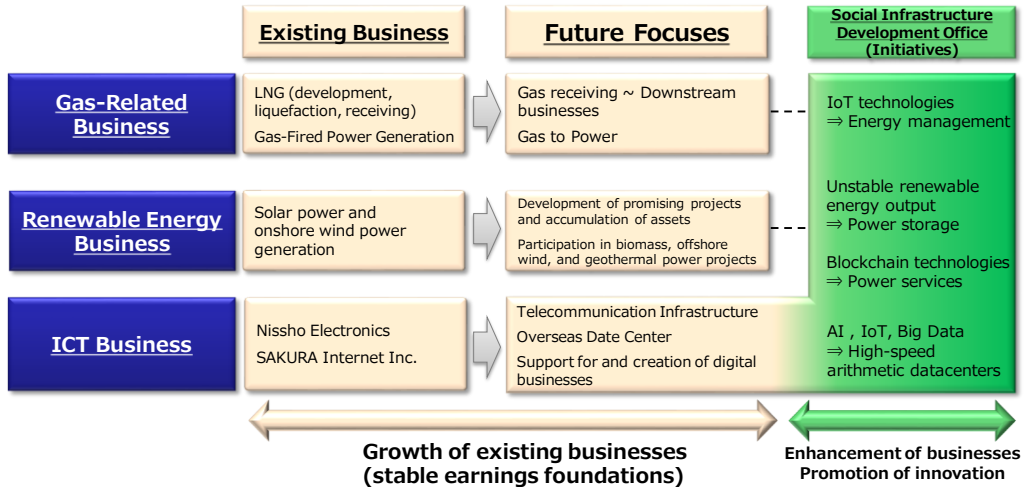 Existing Business
Future Focuses
Social Infrastructure
Development Office
(Initiatives)
Gas-Related
Business
LNG (development,
liquefaction, receiving)
Gas-Fired Power Generation
Gas receiving ~ Downstream
businesses
Gas to Power
IoT technologies
⇒ Energy management
Renewable Energy
Business
Solar power and
onshore wind power
generation
Development of promising projects
and accumulation of assets
Participation in biomass, offshore
wind, and geothermal power projects
Unstable renewable
energy output
⇒ Power storage
Blockchain technologies
⇒ Power services
ICT Business
Nissho Electronics
SAKURA Internet Inc.
Telecommunication Infrastructure
Overseas Date Center
Support for and creation of digital
businesses
AI , IoT, Big Data
⇒ High-speed
arithmetic datacenters
Growth of existing businesses
(stable earnings foundations)
Enhancement of businesses
Promotion of innovation